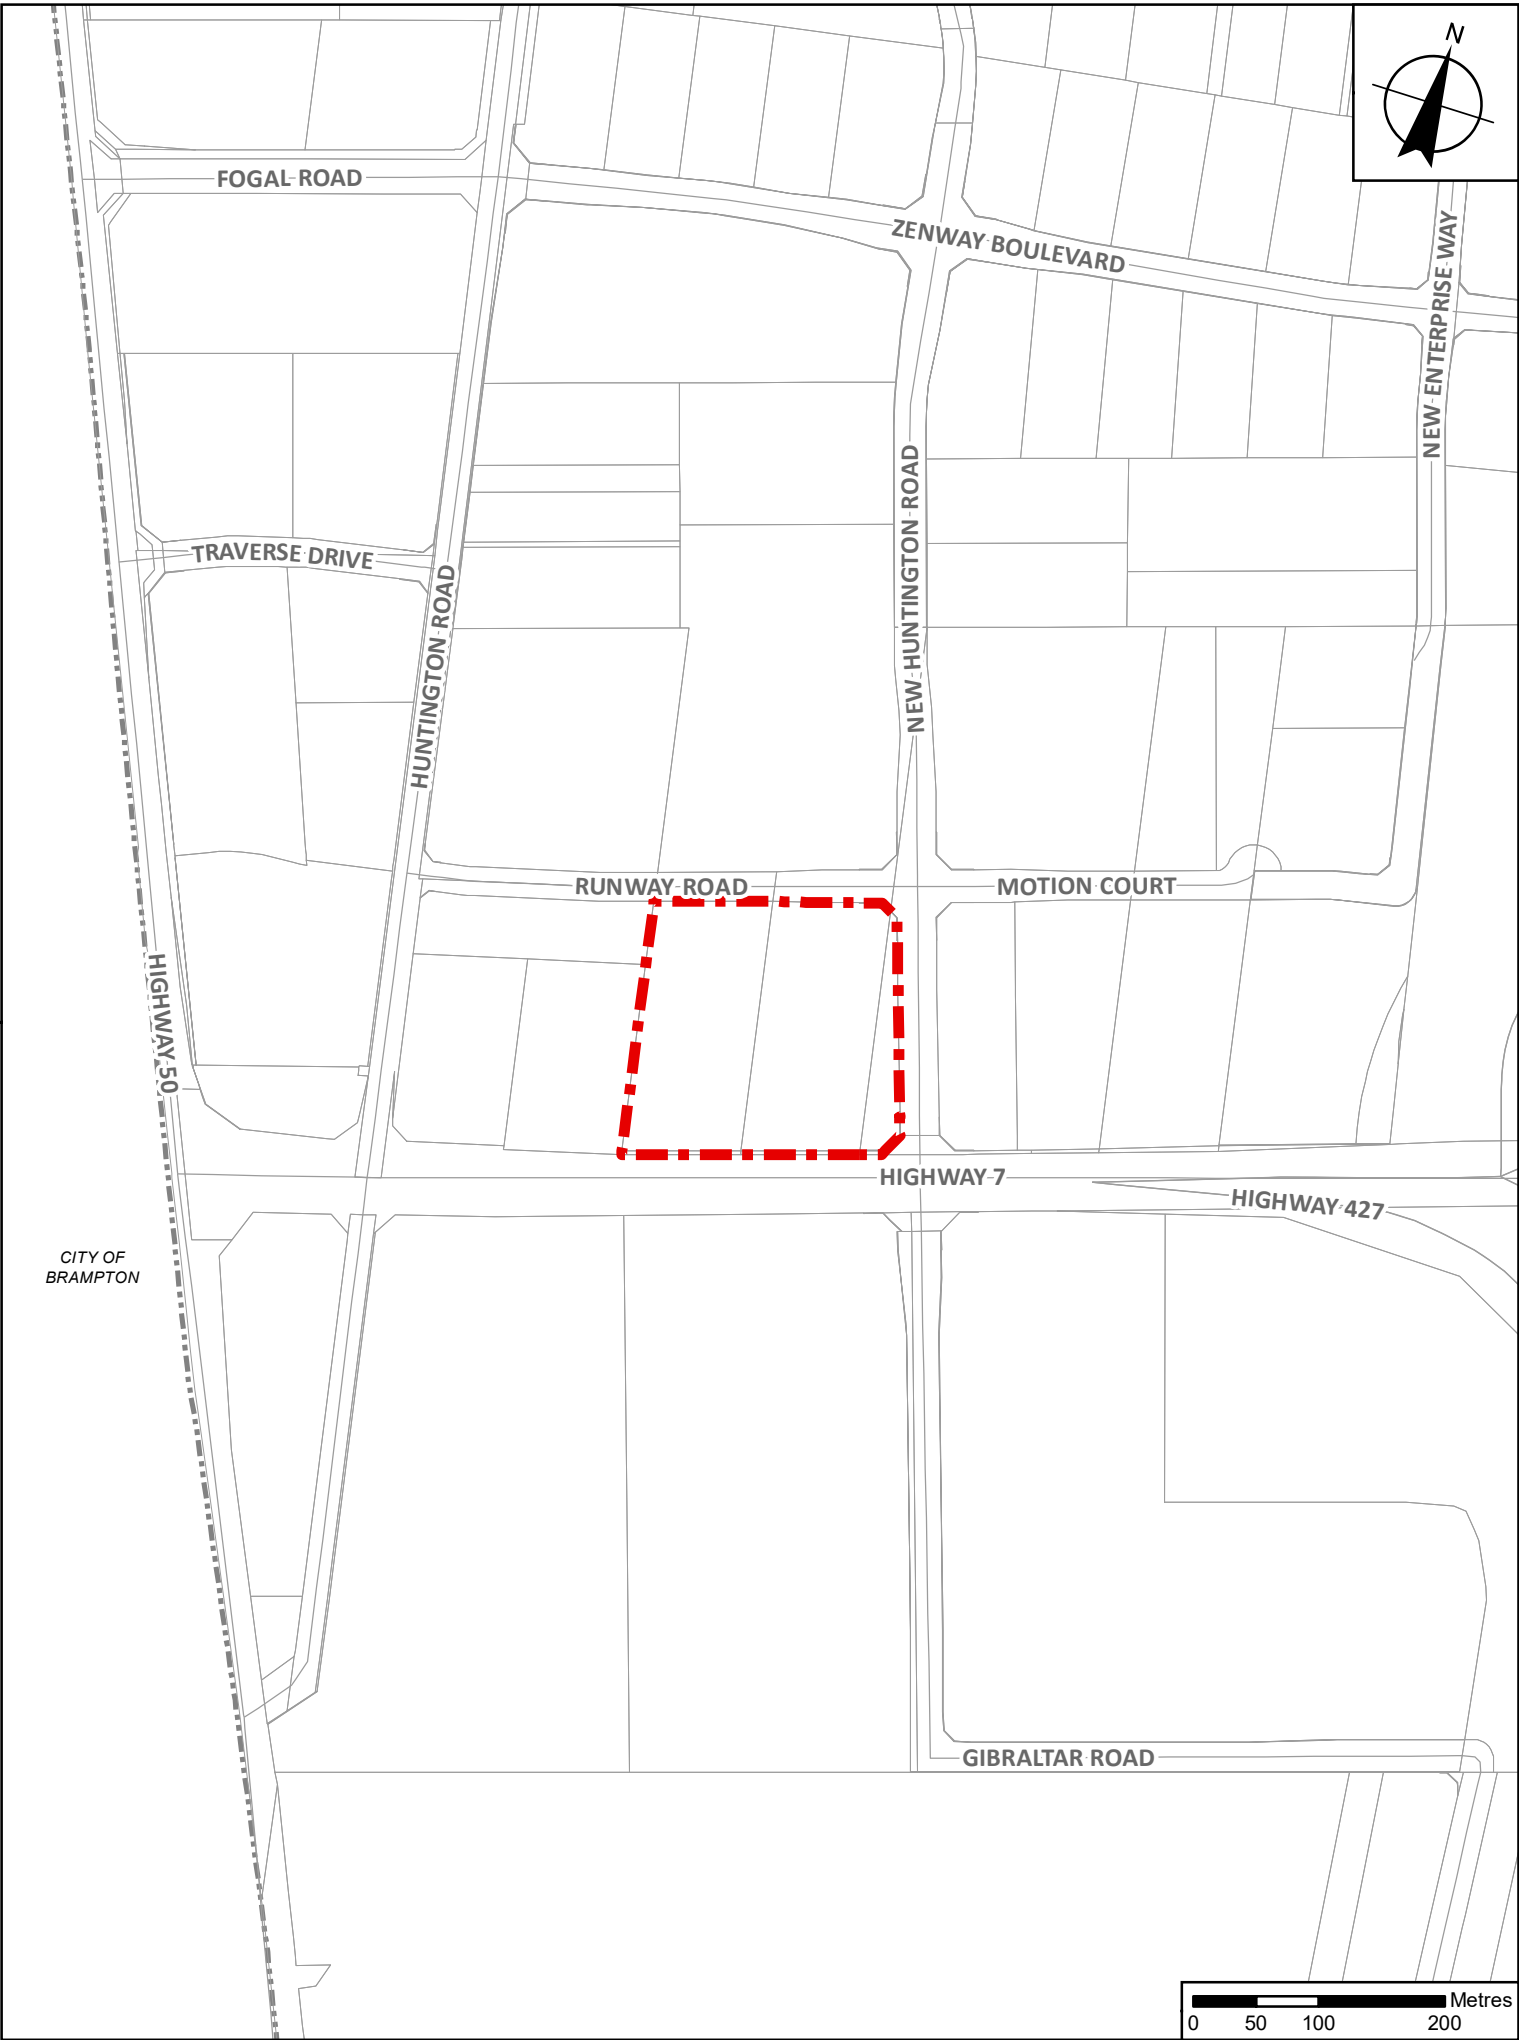 N
FOGAL ROAD
ZENWAY BOULEVARD
NEW ENTERPRISE WAY
TRAVERSE DRIVE
HUNTINGTON ROAD
NEW HUNTINGTON ROAD
RUNWAY ROAD
MOTION COURT
HIGHWAY 50
HIGHWAY 7
HIGHWAY 427
CITY OF
BRAMPTON
GIBRALTAR ROAD
Metres
0 50 100 200